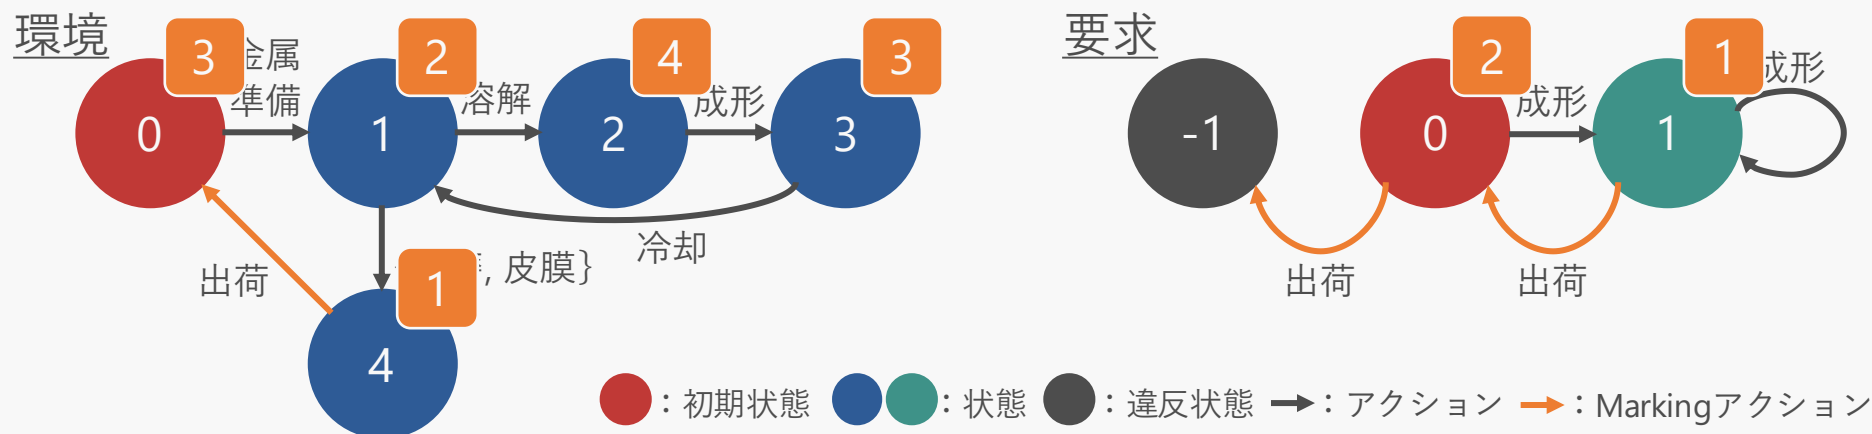 環境
3
金属
準備
0
2
溶解
1
4
成形
2
3
3
冷却
出荷
1
, 皮膜}
4
要求
-1
2
成形
0
1
成形
1
出荷
出荷
：初期状態
：状態
：違反状態
：アクション
：Markingアクション